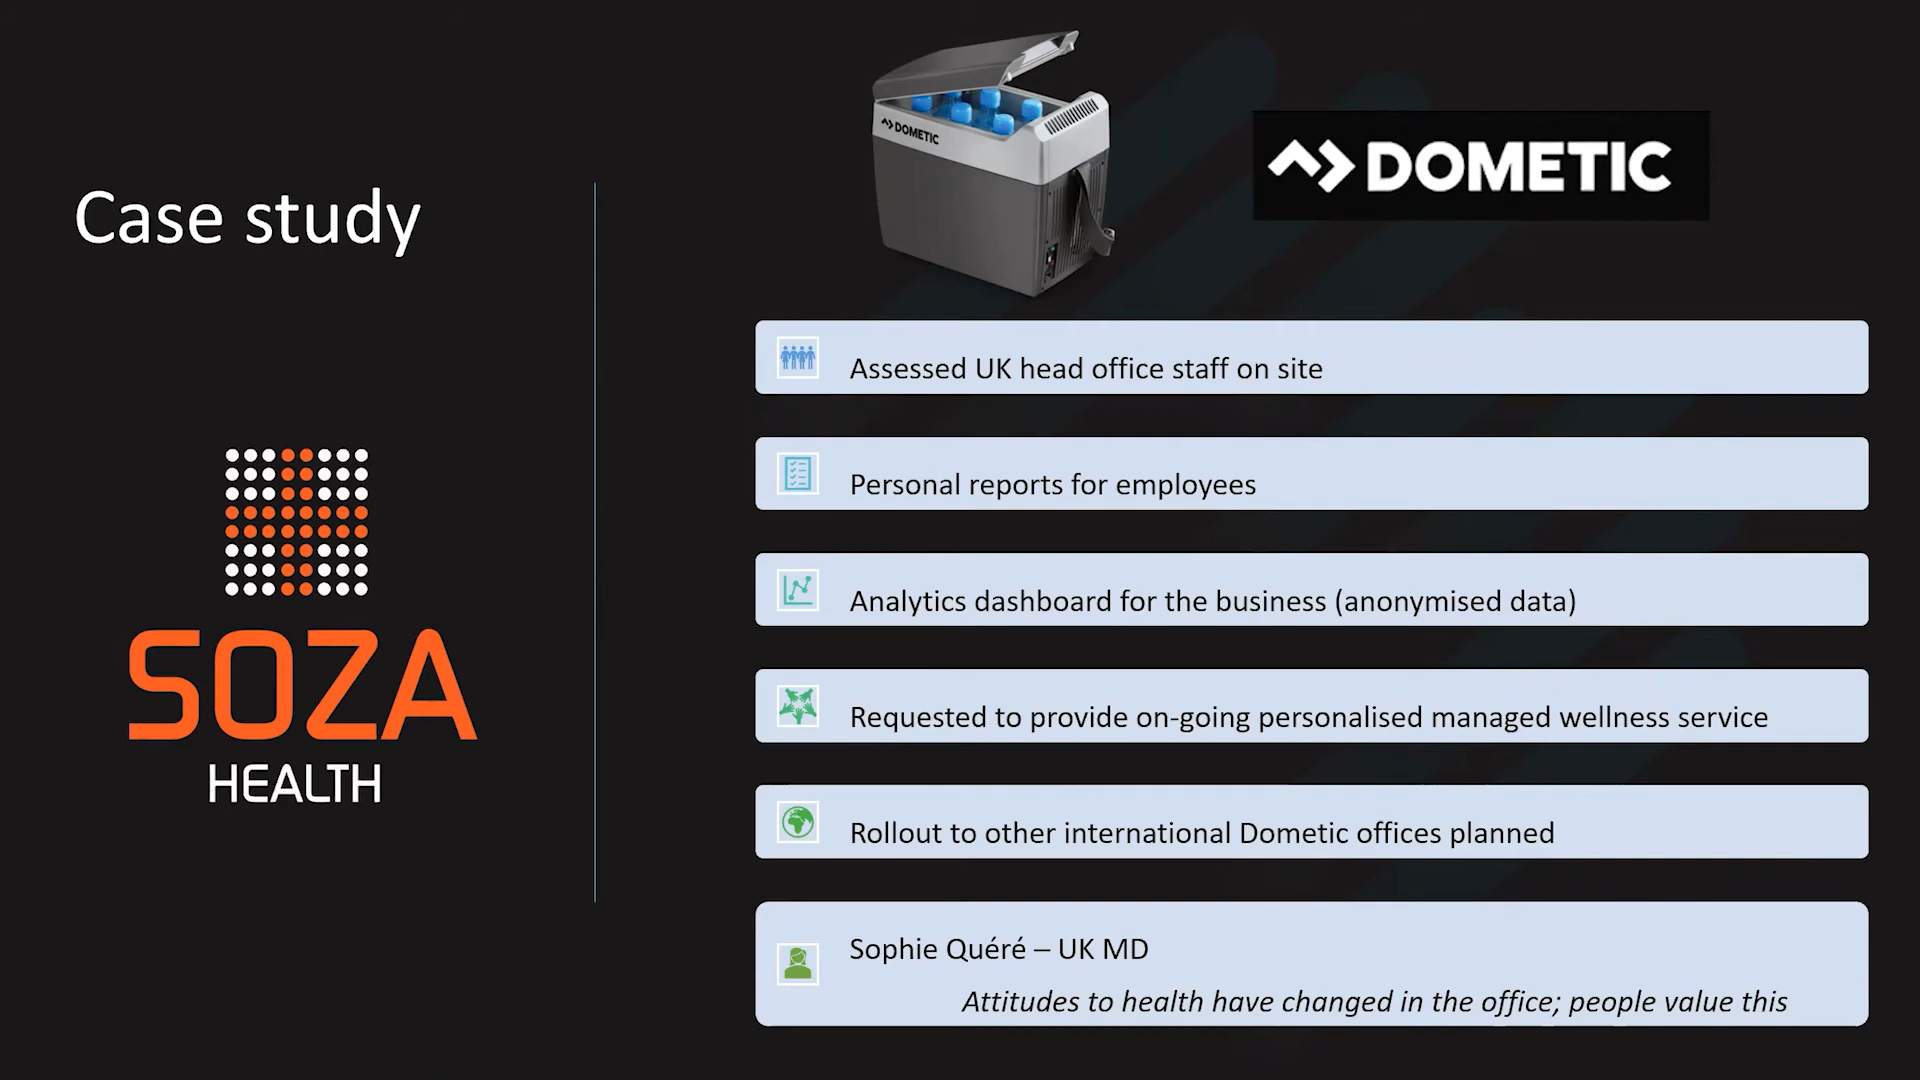 Case study
SOZA
HEALTH
DOMETIC
DOMETIC
Assessed UK head office staff on site
Personal reports for employees
Analytics dashboard for the business (anonymised data)
Requested to provide on-going personalised managed wellness service
Rollout to other international Dometic offices planned
Sophie Quéré – UK MD
Attitudes to health have changed in the office; people value this